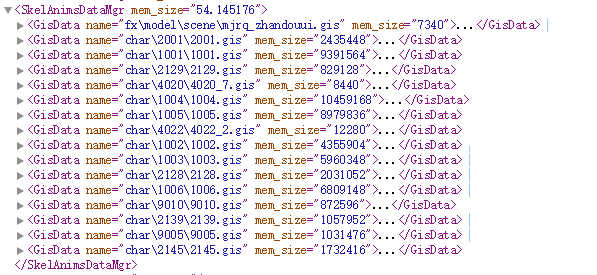 ▼<SkelAnimsDataMgr mem_size="54.145176">
▶<GisData name="fx\model\scene\mjrq_zhandouui.gis" mem_size="7340">...</GisData>
▶<GisData name="char\2001\2001.gis" mem_size="2435448">...</GisData>
▶<GisData name="char\1001\1001.gis" mem_size="9391564">...</GisData>
▶<GisData name="char\2129\2129.gis" mem_size="829128">...</GisData>
▶<GisData name="char\4020\4020_7.gis" mem_size="8440">...</GisData>
▶<GisData name="char\1004\1004.gis" mem_size="10459168">...</GisData>
▶<GisData name="char\1005\1005.gis" mem_size="8979836">...</GisData>
▶<GisData name="char\4022\4022_2.gis" mem_size="12280">...</GisData>
▶<GisData name="char\1002\1002.gis" mem_size="4355904">...</GisData>
▶<GisData name="char\1003\1003.gis" mem_size="5960348">...</GisData>
▶<GisData name="char\2128\2128.gis" mem_size="2031052">...</GisData>
▶<GisData name="char\1006\1006.gis" mem_size="6809148">...</GisData>
▶<GisData name="char\9010\9010.gis" mem_size="872596">...</GisData>
▶<GisData name="char\2139\2139.gis" mem_size="1057952">...</GisData>
▶<GisData name="char\9005\9005.gis" mem_size="1031476">...</GisData>
▶<GisData name="char\2145\2145.gis" mem_size="1732416">...</GisData>
</SkelAnimsDataMgr>